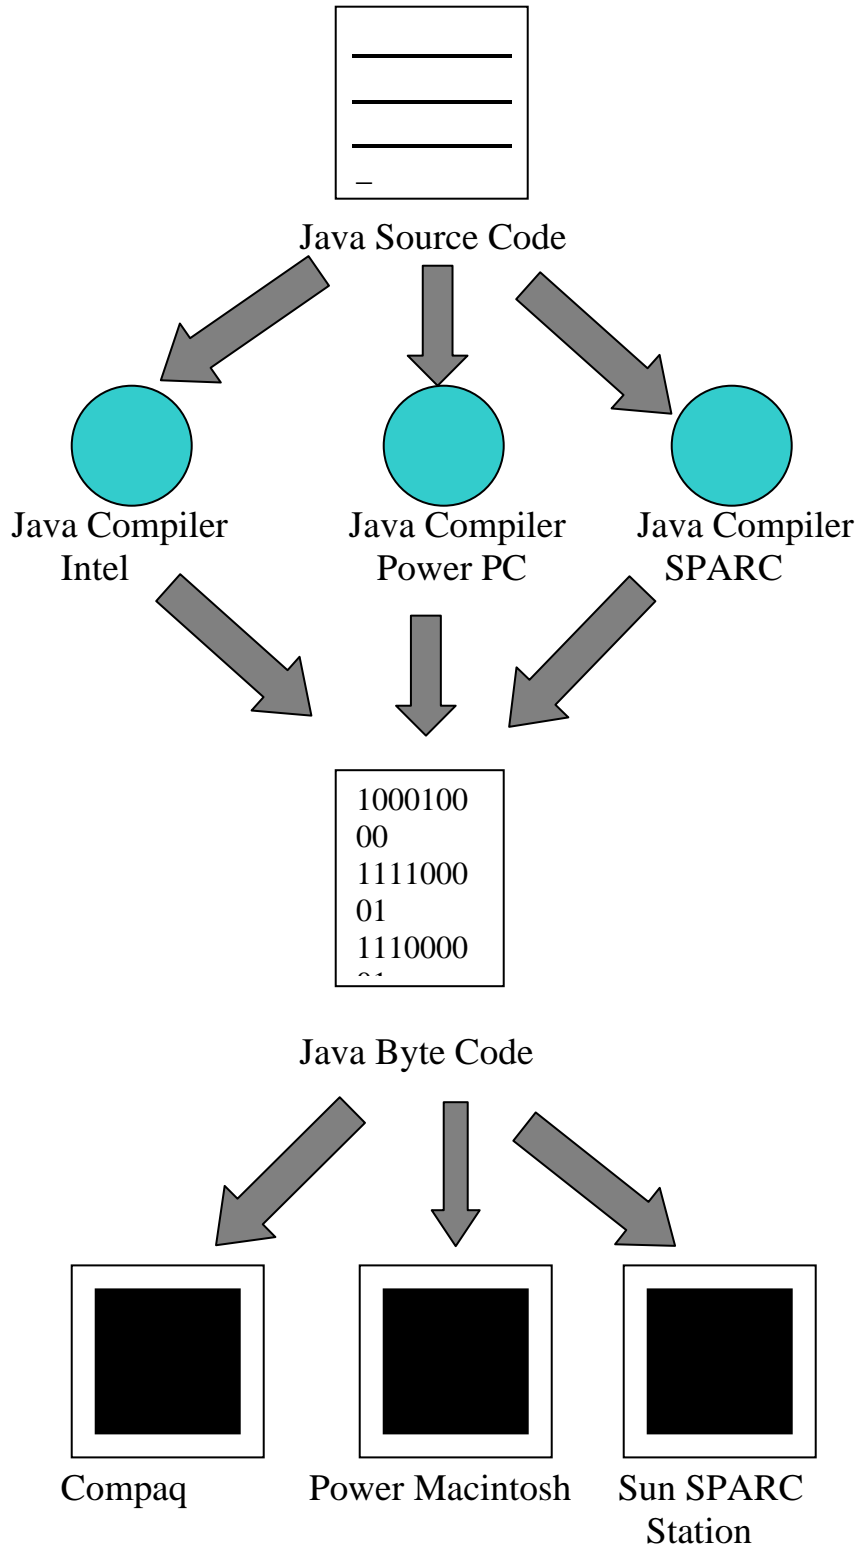 Java Source Code
Java Compiler
Intel
Java Compiler
Power PC
Java Compiler
SPARC
1000100
00
1111000
01
1110000
Java Byte Code
Compaq
Power Macintosh
Sun SPARC
Station